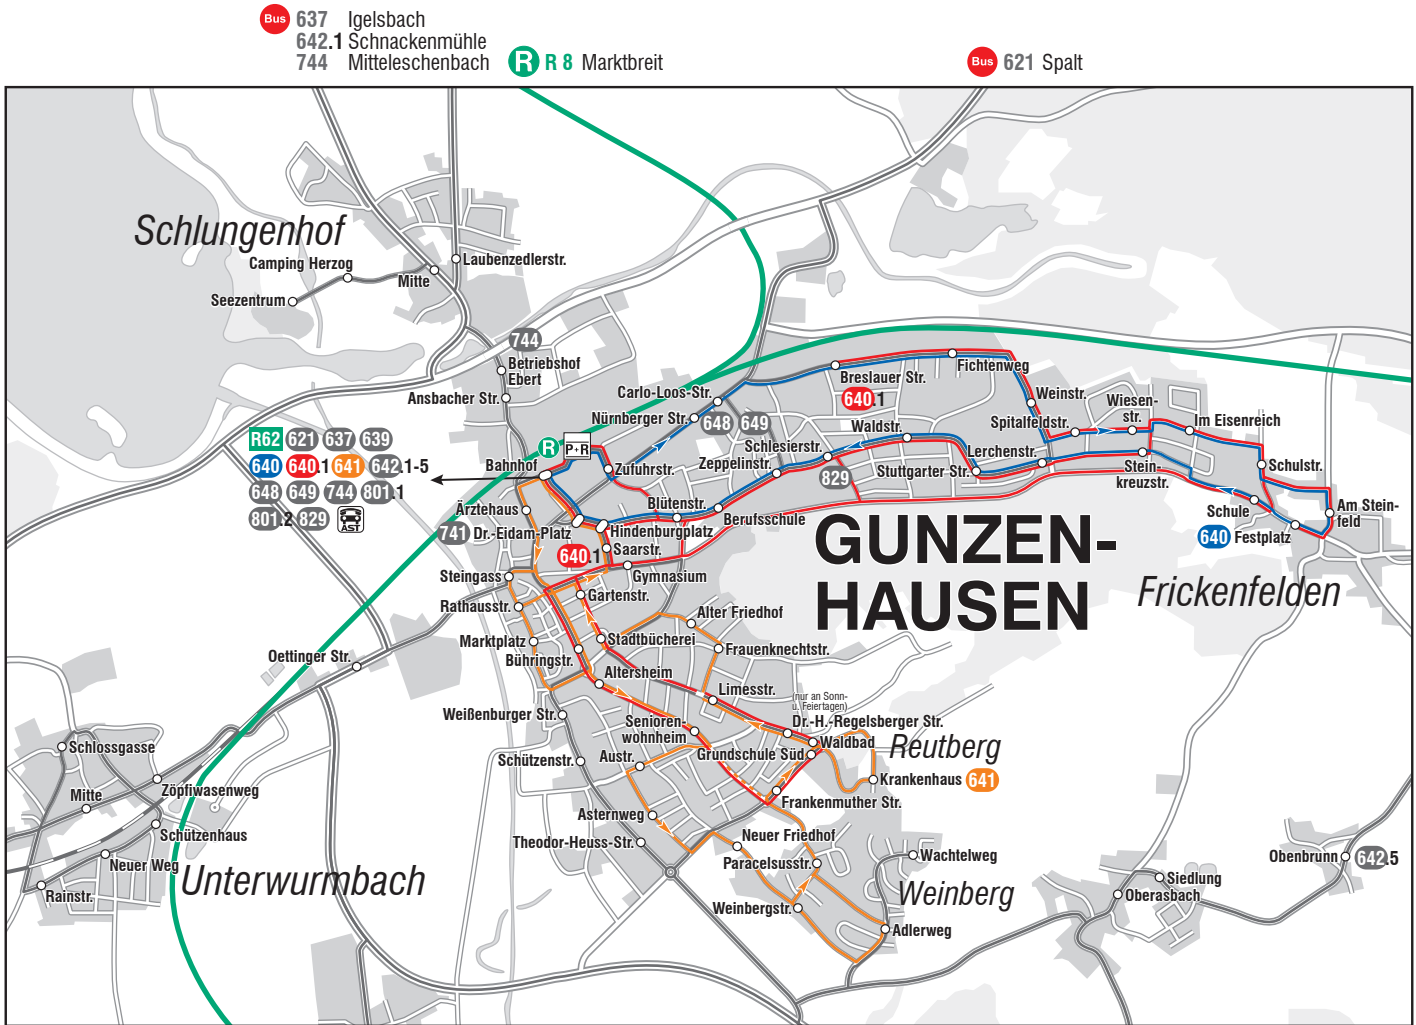 Bus 637 Igelsbach
642.1 Schnackenmühle
744 Mitteleschenbach
R R 8 Marktbreit
Bus 621 Spalt
Schlungenhof
Camping Herzog
Laubenzedlerstr.
Mitte
Seezentrum
744
Betriebshof
Ebert
Ansbacher Str.
Carlo-Loos-Str.
Nürnberger Str.
648 649
Breslauer Str.
640.1
Fichtenweg
Weinstr.
Spitalfeldstr.
Wiesen-
str.
Im Eisenreich
Waldstr.
Schlesierstr.
Zeppelinstr.
829
Stuttgarter Str.
Lerchenstr.
Stein-
kreuzstr.
Schulstr.
Schule
640 Festplatz
Am Stein-
feld
R62 621 637 639
640 640.1 641 642.1-5
648 649 744 801.1
801.2 829 AST
R
P+R
Bahnhof
Zufuhrstr.
Ärztehaus
Blütenstr.
Berufsschule
741 Dr.-Eidam-Platz
Hindenburgplatz
640.1
Saarstr.
Gymnasium
Steingass
Gartenstr.
Rathausstr.
GUNZEN-
HAUSEN
Frickenfelden
Alter Friedhof
Marktplatz
Stadtbücherei
Frauenknechtstr.
Bühringstr.
Oettinger Str.
Altersheim
Limesstr.
(nur an Sonn-
u. Feiertagen)
Weißenburger Str.
Senioren-
wohnheim
Dr.-H.-Regelsberger Str.
Waldbad
Reutberg
Grundschule Süd
Schlossgasse
Schützenstr.
Austr.
Krankenhaus 641
Zöpfiwasenweg
Mitte
Frankenmuther Str.
Asternweg
Schützenhaus
Theodor-Heuss-Str.
Neuer Friedhof
Neuer Weg
Paracelsusstr.
Wachtelweg
Obenbrunn 642.5
Unterwurmbach
Rainstr.
Weinberg
Siedlung
Oberasbach
Weinbergstr.
Adlerweg